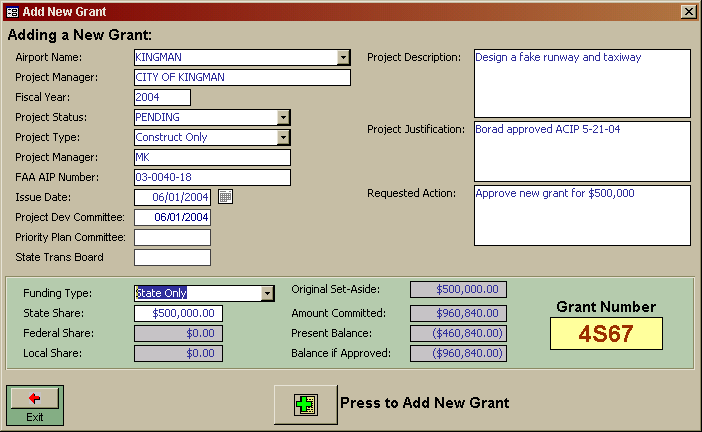 Add New Grant
Adding a New Grant:
Airport Name: KINGMAN
Project Manager: CITY OF KINGMAN
Fiscal Year: 2004
Project Status: PENDING
Project Type: Construct Only
Project Manager: MK
FAA AIP Number: 03-0040-18
Issue Date: 06/01/2004
Project Dev Committee: 06/01/2004
Priority Plan Committee:
State Trans Board
Project Description: Design a fake runway and taxiway
Project Justification: Borad approved ACIP 5-21-04
Requested Action: Approve new grant for $500,000
Funding Type: State Only
State Share: $500,000.00
Federal Share: $0.00
Local Share: $0.00
Original Set-Aside: $500,000.00
Amount Committed: $960,840.00
Present Balance: ($460,840.00)
Balance if Approved: ($960,840.00)
Grant Number
4S67
Exit
Press to Add New Grant